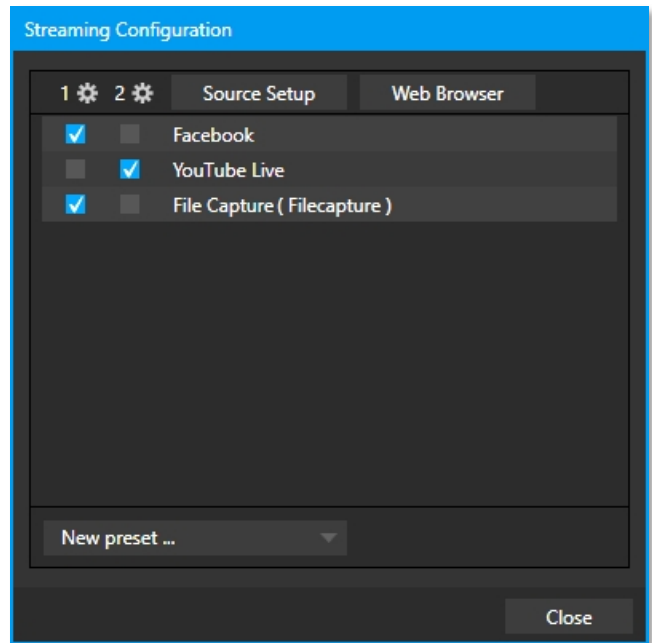 Streaming Configuration
1 2 Source Setup Web Browser
Facebook
YouTube Live
File Capture ( Filecapture )
New preset ...
Close